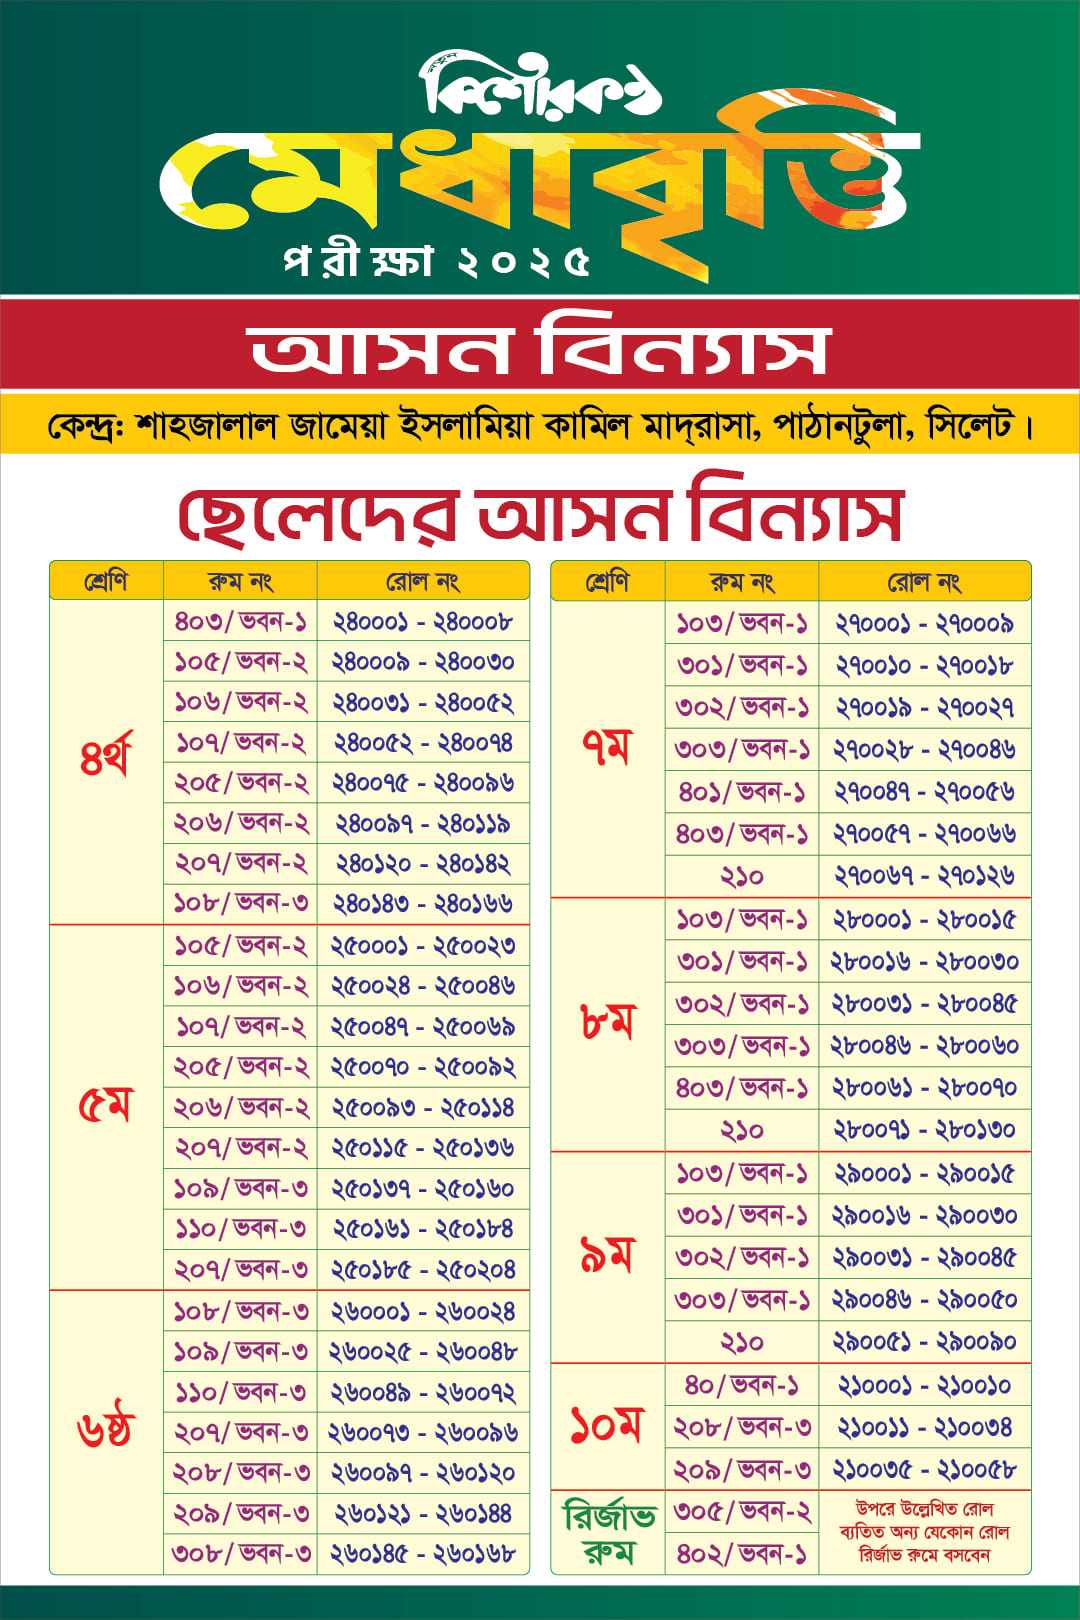 নতুন
কিশোরকণ্ঠ
মেধাবৃত্তি
পরীক্ষা ২০২৫
আসন বিন্যাস
কেন্দ্র: শাহজালাল জামেয়া ইসলামিয়া কামিল মাদ্‌রাসা, পাঠানটুলা, সিলেট।
ছেলেদের আসন বিন্যাস
শ্রেণি রুম নং রোল নং
৪র্থ
৪০৩/ভবন-১ ২৪০০০১ - ২৪০০০৮
১০৫/ভবন-২ ২৪০০০৯ - ২৪০০৩০
১০৬/ভবন-২ ২৪০০৩১ - ২৪০০৫২
১০৭/ভবন-২ ২৪০০৫২ - ২৪০০৭৪
২০৫/ভবন-২ ২৪০০৭৫ - ২৪০০৯৬
২০৬/ভবন-২ ২৪০০৯৭ - ২৪০১১৯
২০৭/ভবন-২ ২৪০১২০ - ২৪০১৪২
১০৮/ভবন-৩ ২৪০১৪৩ - ২৪০১৬৬
৫ম
১০৫/ভবন-২ ২৫০০০১ - ২৫০০২৩
১০৬/ভবন-২ ২৫০০২৪ - ২৫০০৪৬
১০৭/ভবন-২ ২৫০০৪৭ - ২৫০০৬৯
২০৫/ভবন-২ ২৫০০৭০ - ২৫০০৯২
২০৬/ভবন-২ ২৫০০৯৩ - ২৫০১১৪
২০৭/ভবন-২ ২৫০১১৫ - ২৫০১৩৬
১০৯/ভবন-৩ ২৫০১৩৭ - ২৫০১৬০
১১০/ভবন-৩ ২৫০১৬১ - ২৫০১৮৪
২০৭/ভবন-৩ ২৫০১৮৫ - ২৫০২০৪
৬ষ্ঠ
১০৮/ভবন-৩ ২৬০০০১ - ২৬০০২৪
১০৯/ভবন-৩ ২৬০০২৫ - ২৬০০৪৮
১১০/ভবন-৩ ২৬০০৪৯ - ২৬০০৭২
২০৭/ভবন-৩ ২৬০০৭৩ - ২৬০০৯৬
২০৮/ভবন-৩ ২৬০০৯৭ - ২৬০১২০
২০৯/ভবন-৩ ২৬০১২১ - ২৬০১৪৪
৩০৮/ভবন-৩ ২৬০১৪৫ - ২৬০১৬৮
শ্রেণি রুম নং রোল নং
৭ম
১০৩/ভবন-১ ২৭০০০১ - ২৭০০০৯
৩০১/ভবন-১ ২৭০০১০ - ২৭০০১৮
৩০২/ভবন-১ ২৭০০১৯ - ২৭০০২৭
৩০৩/ভবন-১ ২৭০০২৮ - ২৭০০৪৬
৪০১/ভবন-১ ২৭০০৪৭ - ২৭০০৫৬
৪০৩/ভবন-১ ২৭০০৫৭ - ২৭০০৬৬
২১০ ২৭০০৬৭ - ২৭০১২৬
৮ম
১০৩/ভবন-১ ২৮০০০১ - ২৮০০১৫
৩০১/ভবন-১ ২৮০০১৬ - ২৮০০৩০
৩০২/ভবন-১ ২৮০০৩১ - ২৮০০৪৫
৩০৩/ভবন-১ ২৮০০৪৬ - ২৮০০৬০
৪০৩/ভবন-১ ২৮০০৬১ - ২৮০০৭০
২১০ ২৮০০৭১ - ২৮০১৩০
৯ম
১০৩/ভবন-১ ২৯০০০১ - ২৯০০১৫
৩০১/ভবন-১ ২৯০০১৬ - ২৯০০৩০
৩০২/ভবন-১ ২৯০০৩১ - ২৯০০৪৫
৩০৩/ভবন-১ ২৯০০৪৬ - ২৯০০৫০
২১০ ২৯০০৫১ - ২৯০০৯০
১০ম
৪০/ভবন-১ ২১০০০১ - ২১০০১০
২০৮/ভবন-৩ ২১০০১১ - ২১০০৩৪
২০৯/ভবন-৩ ২১০০৩৫ - ২১০০৫৮
রির্জাভ
রুম
৩০৫/ভবন-২
৪০২/ভবন-১
উপরে উল্লেখিত রোল
ব্যতিত অন্য যেকোন রোল
রির্জাভ রুমে বসবেন